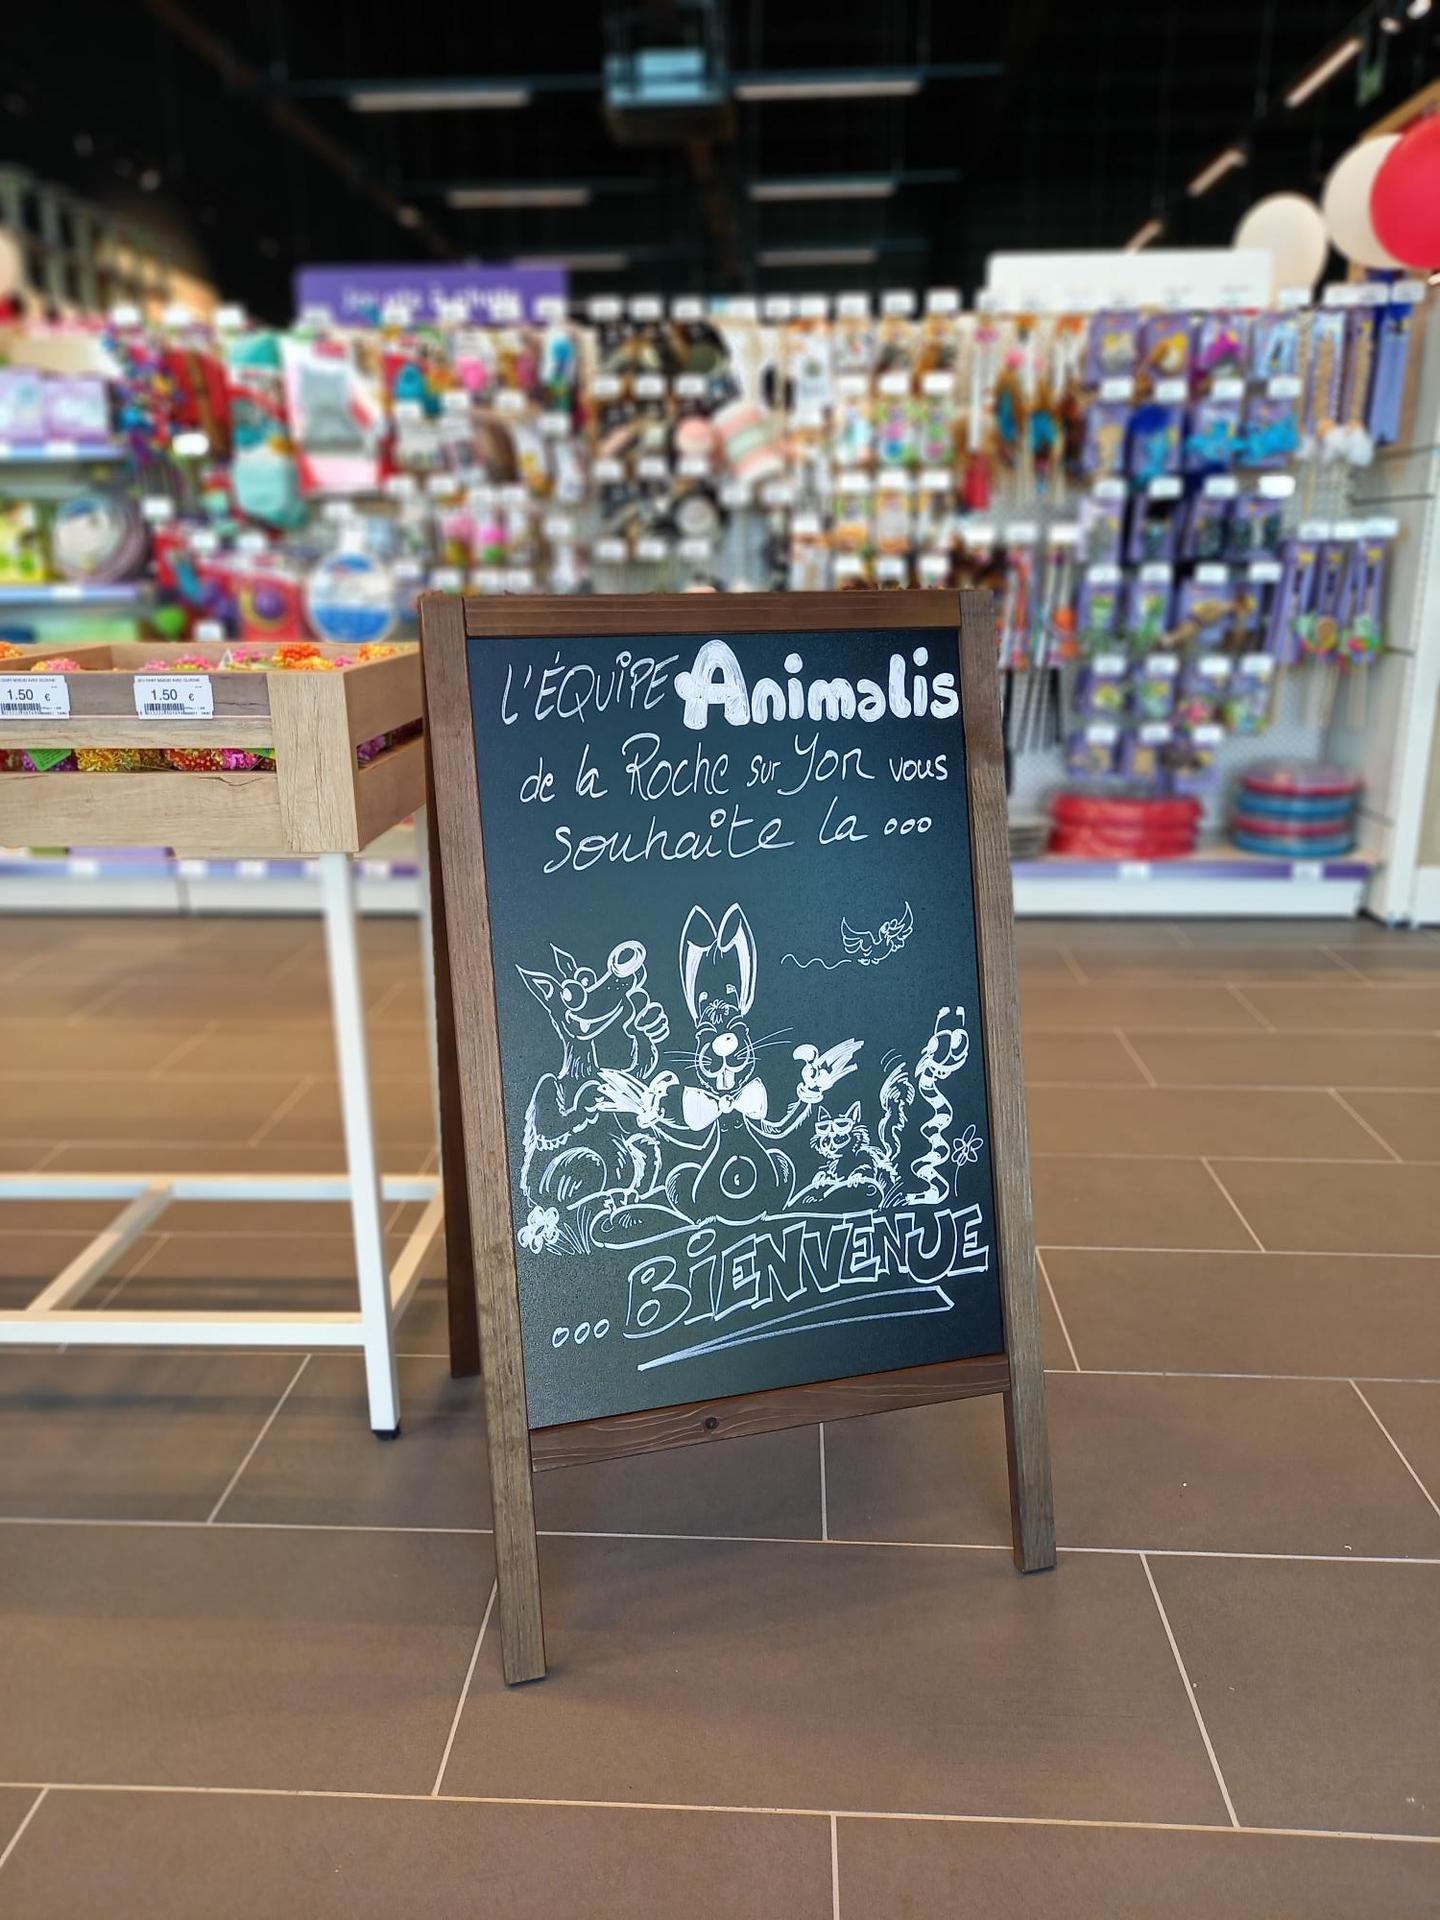 L'ÉQUIPE Animalis
de la Roche sur Yon vous
souhaite la ...
... BIENVENUE
1.50 €
1.50 €